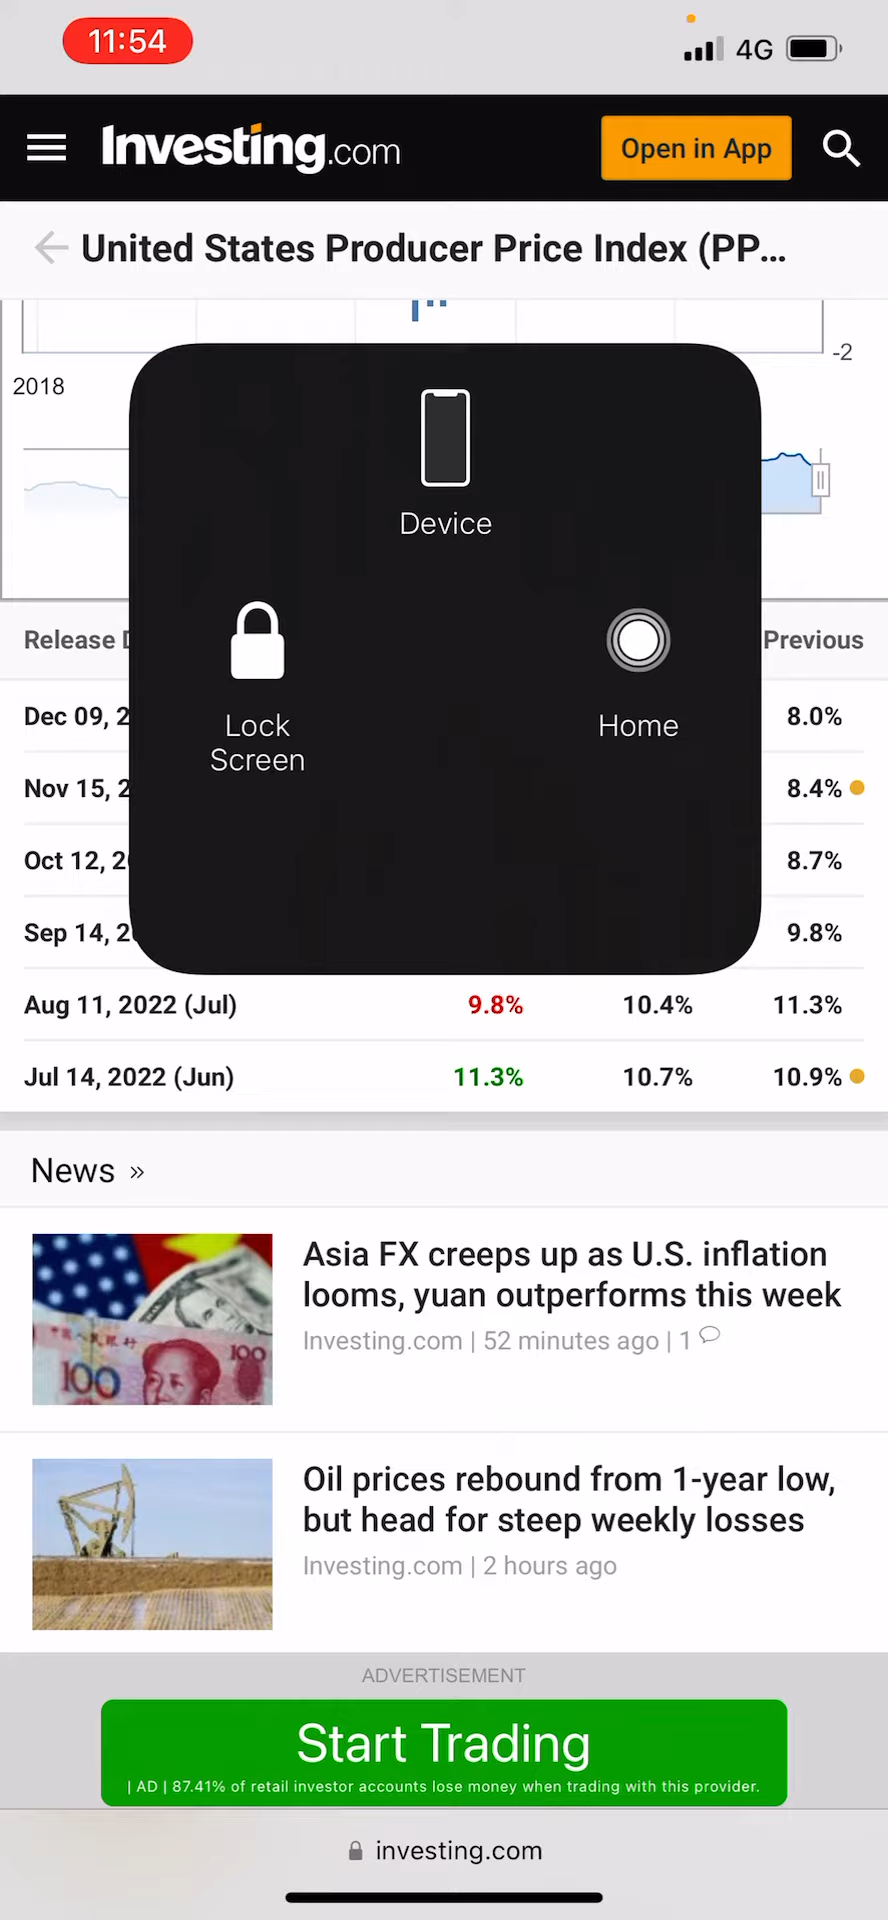 11:54
4G
Investing.com
Open in App
United States Producer Price Index (PP...
-2
2018
Device
Release
Previous
Dec 09, 2
8.0%
Lock
Screen
Home
Nov 15, 2
8.4%
Oct 12, 2
8.7%
Sep 14, 2
9.8%
Aug 11, 2022 (Jul) 9.8% 10.4% 11.3%
Jul 14, 2022 (Jun) 11.3% 10.7% 10.9%
News »
Asia FX creeps up as U.S. inflation
looms, yuan outperforms this week
Investing.com | 52 minutes ago | 1
100
100
Oil prices rebound from 1-year low,
but head for steep weekly losses
Investing.com | 2 hours ago
ADVERTISEMENT
Start Trading
| AD | 87.41% of retail investor accounts lose money when trading with this provider.
investing.com